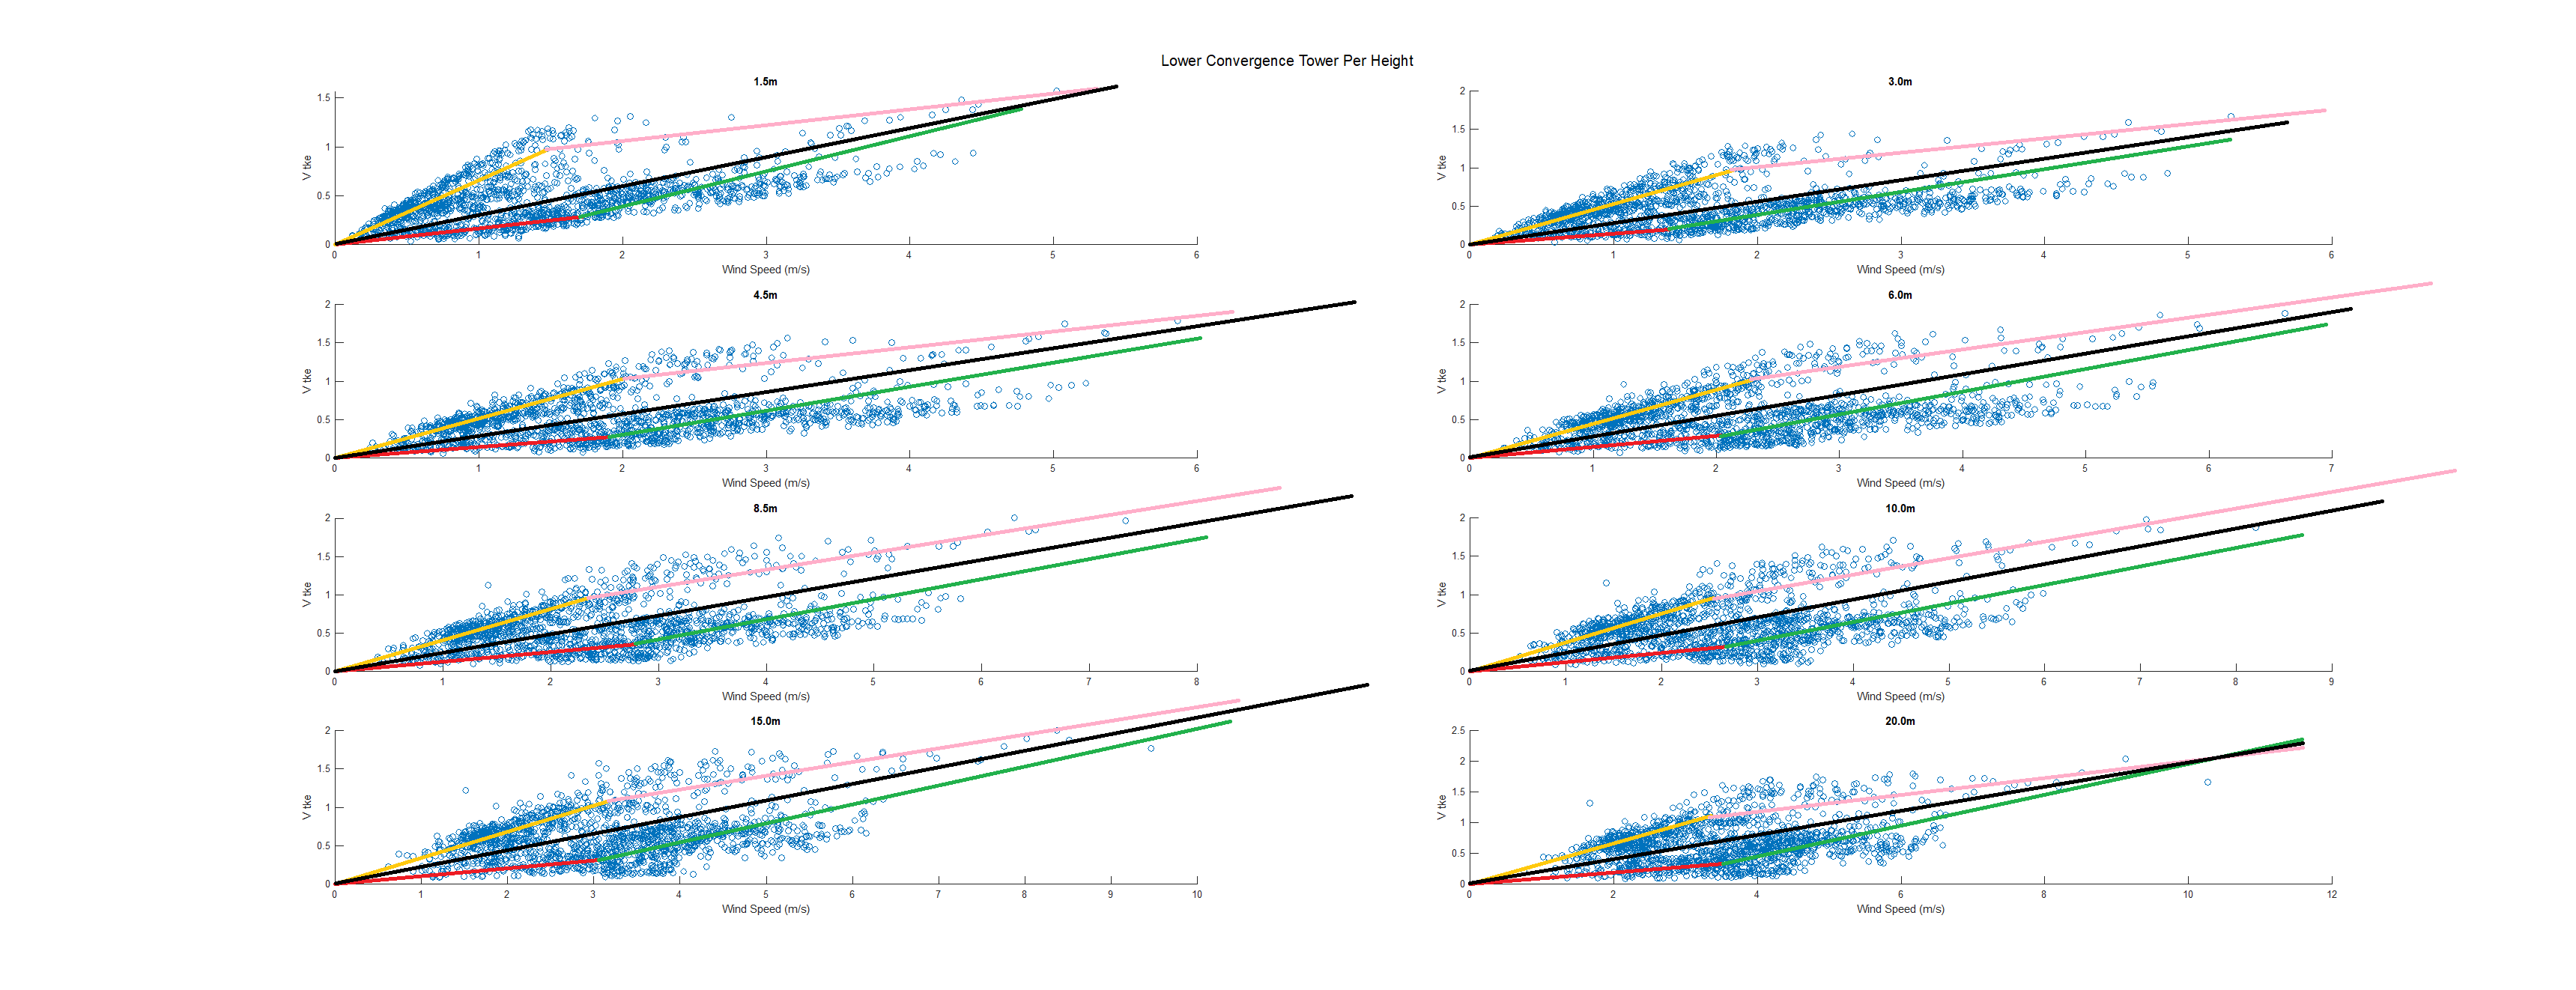 Lower Convergence Tower Per Height
1.5m
1.5
1
0.5
0
V tke
0 1 2 3 4 5 6
Wind Speed (m/s)
3.0m
2
1.5
1
0.5
0
V tke
0 1 2 3 4 5 6
Wind Speed (m/s)
4.5m
2
1.5
1
0.5
0
V tke
0 1 2 3 4 5 6
Wind Speed (m/s)
6.0m
2
1.5
1
0.5
0
V tke
0 1 2 3 4 5 6 7
Wind Speed (m/s)
8.5m
2
1.5
1
0.5
0
V tke
0 1 2 3 4 5 6 7 8
Wind Speed (m/s)
10.0m
2
1.5
1
0.5
0
V tke
0 1 2 3 4 5 6 7 8 9
Wind Speed (m/s)
15.0m
2
1.5
1
0.5
0
V tke
0 1 2 3 4 5 6 7 8 9 10
Wind Speed (m/s)
20.0m
2.5
2
1.5
1
0.5
0
V tke
0 2 4 6 8 10 12
Wind Speed (m/s)